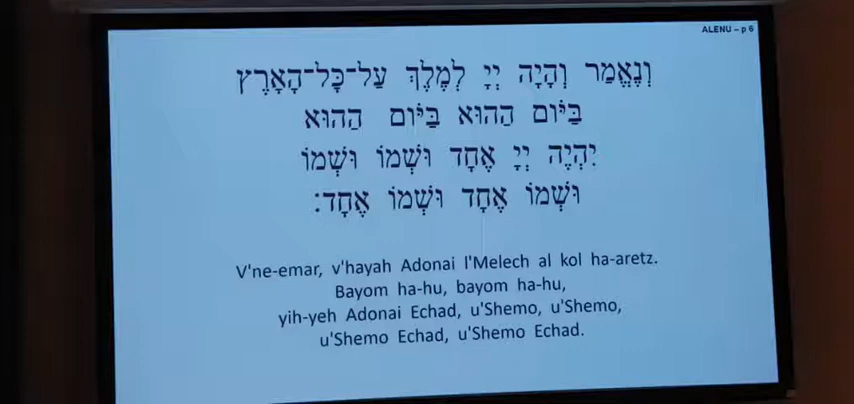 ALENU – p 6
וְנֶאֱמַר וְהָיָה יְיָ לְמֶלֶךְ עַל־כָּל־הָאָרֶץ
בַּיּוֹם הַהוּא בַּיּוֹם הַהוּא
יִהְיֶה יְיָ אֶחָד וּשְׁמוֹ וּשְׁמוֹ
וּשְׁמוֹ אֶחָד וּשְׁמוֹ אֶחָד:
V'ne-emar, v'hayah Adonai l'Melech al kol ha-aretz.
Bayom ha-hu, bayom ha-hu,
yih-yeh Adonai Echad, u'Shemo, u'Shemo,
u'Shemo Echad, u'Shemo Echad.